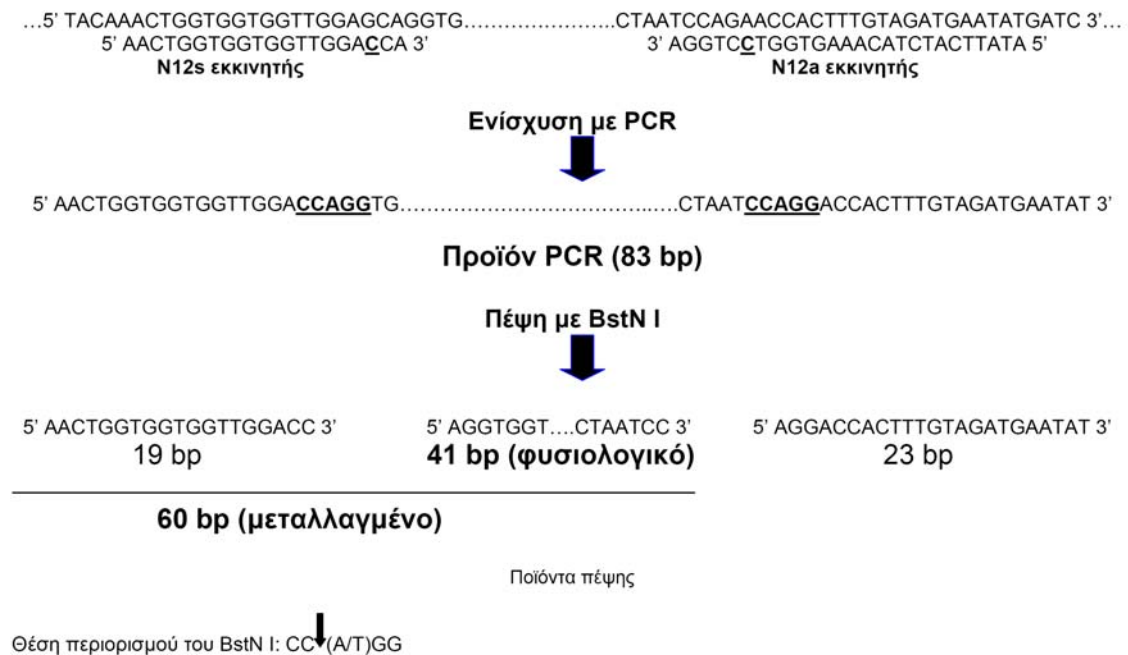 …5’ TACAAACTGGTGGTGGTTGGAGCAGGTG…………………..CTAATCCAGAACCACTTTGTAGATGAATATGATC 3’…
5’ AACTGGTGGTGGTTGGACCA 3’ 3’ AGGTCCTGGTGAAACATCTACTTATA 5’
N12s εκκινητής N12a εκκινητής
Ενίσχυση με PCR
5’ AACTGGTGGTGGTTGGACCAGGTG……………………………..…..CTAATCCAGGACCACTTTGTAGATGAATAT 3’
Προϊόν PCR (83 bp)
Πέψη με BstN I
5’ AACTGGTGGTGGTTGGACC 3’ 5’ AGGTGGT….CTAATCC 3’ 5’ AGGACCACTTTGTAGATGAATAT 3’
19 bp 41 bp (φυσιολογικό) 23 bp
60 bp (μεταλλαγμένο)
Ποϊόντα πέψης
Θέση περιορισμού του BstN I: CC (A/T)GG